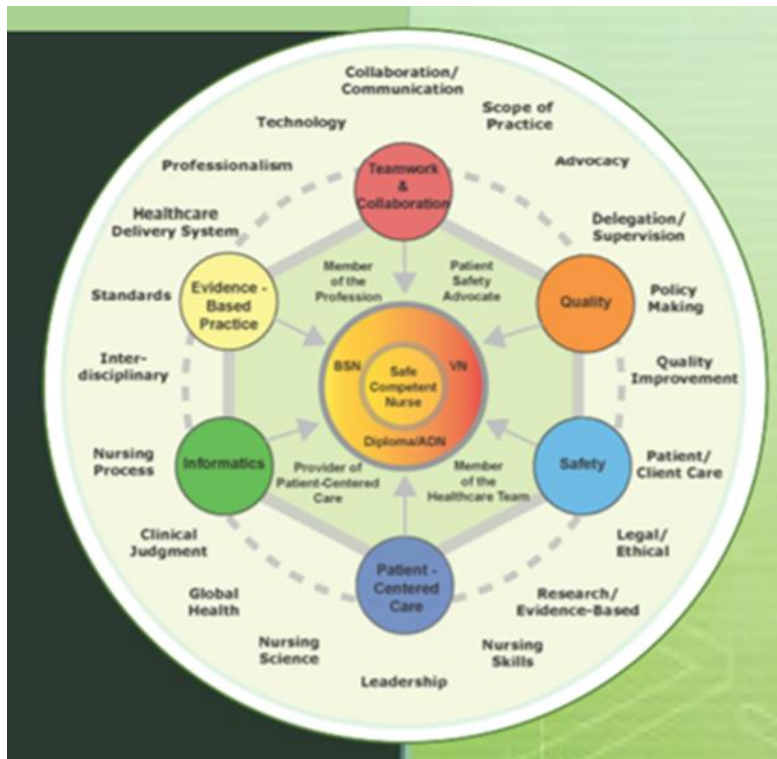 Collaboration/
Communication
Scope of
Practice
Advocacy
Delegation/
Supervision
Policy
Making
Quality
Improvement
Patient/
Client Care
Legal/
Ethical
Research/
Evidence-Based
Nursing
Skills
Leadership
Nursing
Science
Global
Health
Clinical
Judgment
Nursing
Process
Inter-
disciplinary
Standards
Healthcare
Delivery System
Professionalism
Technology
Teamwork
&
Collaboration
Quality
Safety
Patient -
Centered
Care
Informatics
Evidence -
Based
Practice
Member
of the
Profession
Patient
Safety
Advocate
Member
of the
Healthcare Team
Provider of
Patient-Centered
Care
BSN
VN
Diploma/ADN
Safe
Competent
Nurse